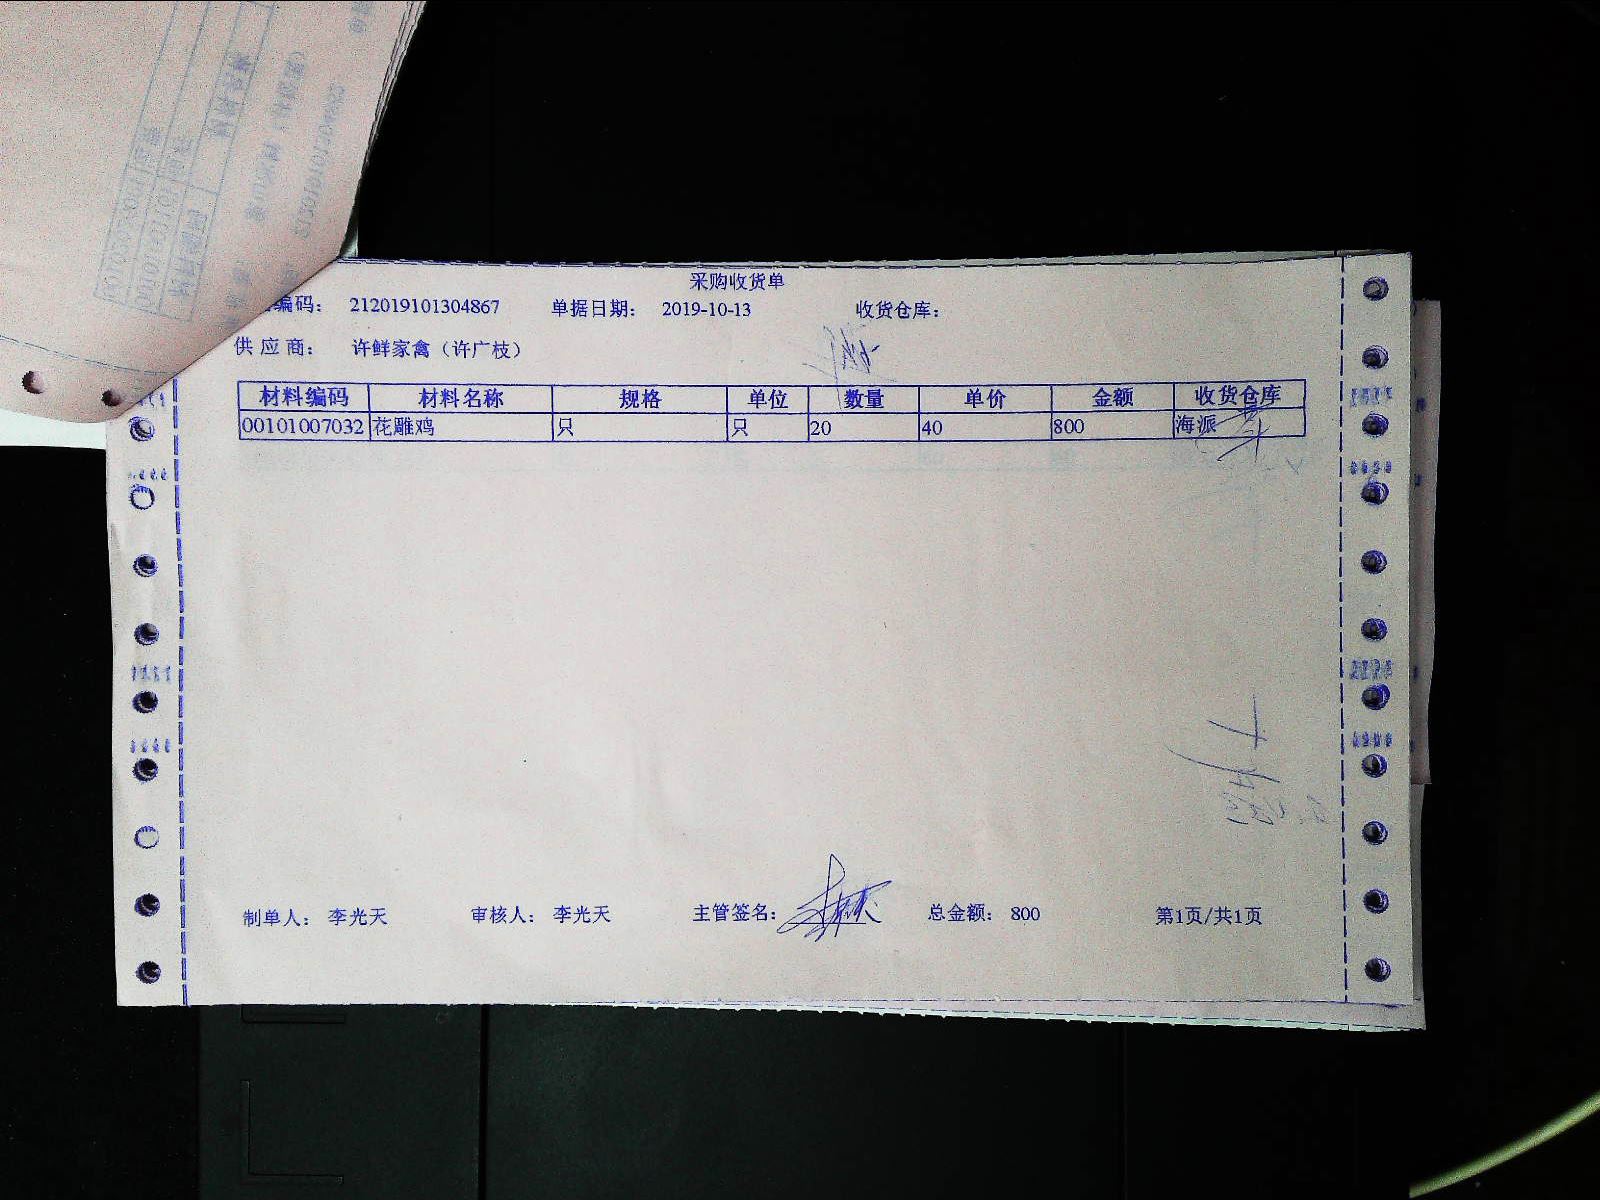 采购收货单
编码： 212019101304867 单据日期： 2019-10-13 收货仓库：
供应商： 许鲜家禽（许广枝）
材料编码 材料名称 规格 单位 数量 单价 金额 收货仓库
00101007032 花雕鸡 只 只 20 40 800 海派
制单人： 李光天 审核人： 李光天 主管签名： 总金额： 800 第1页/共1页